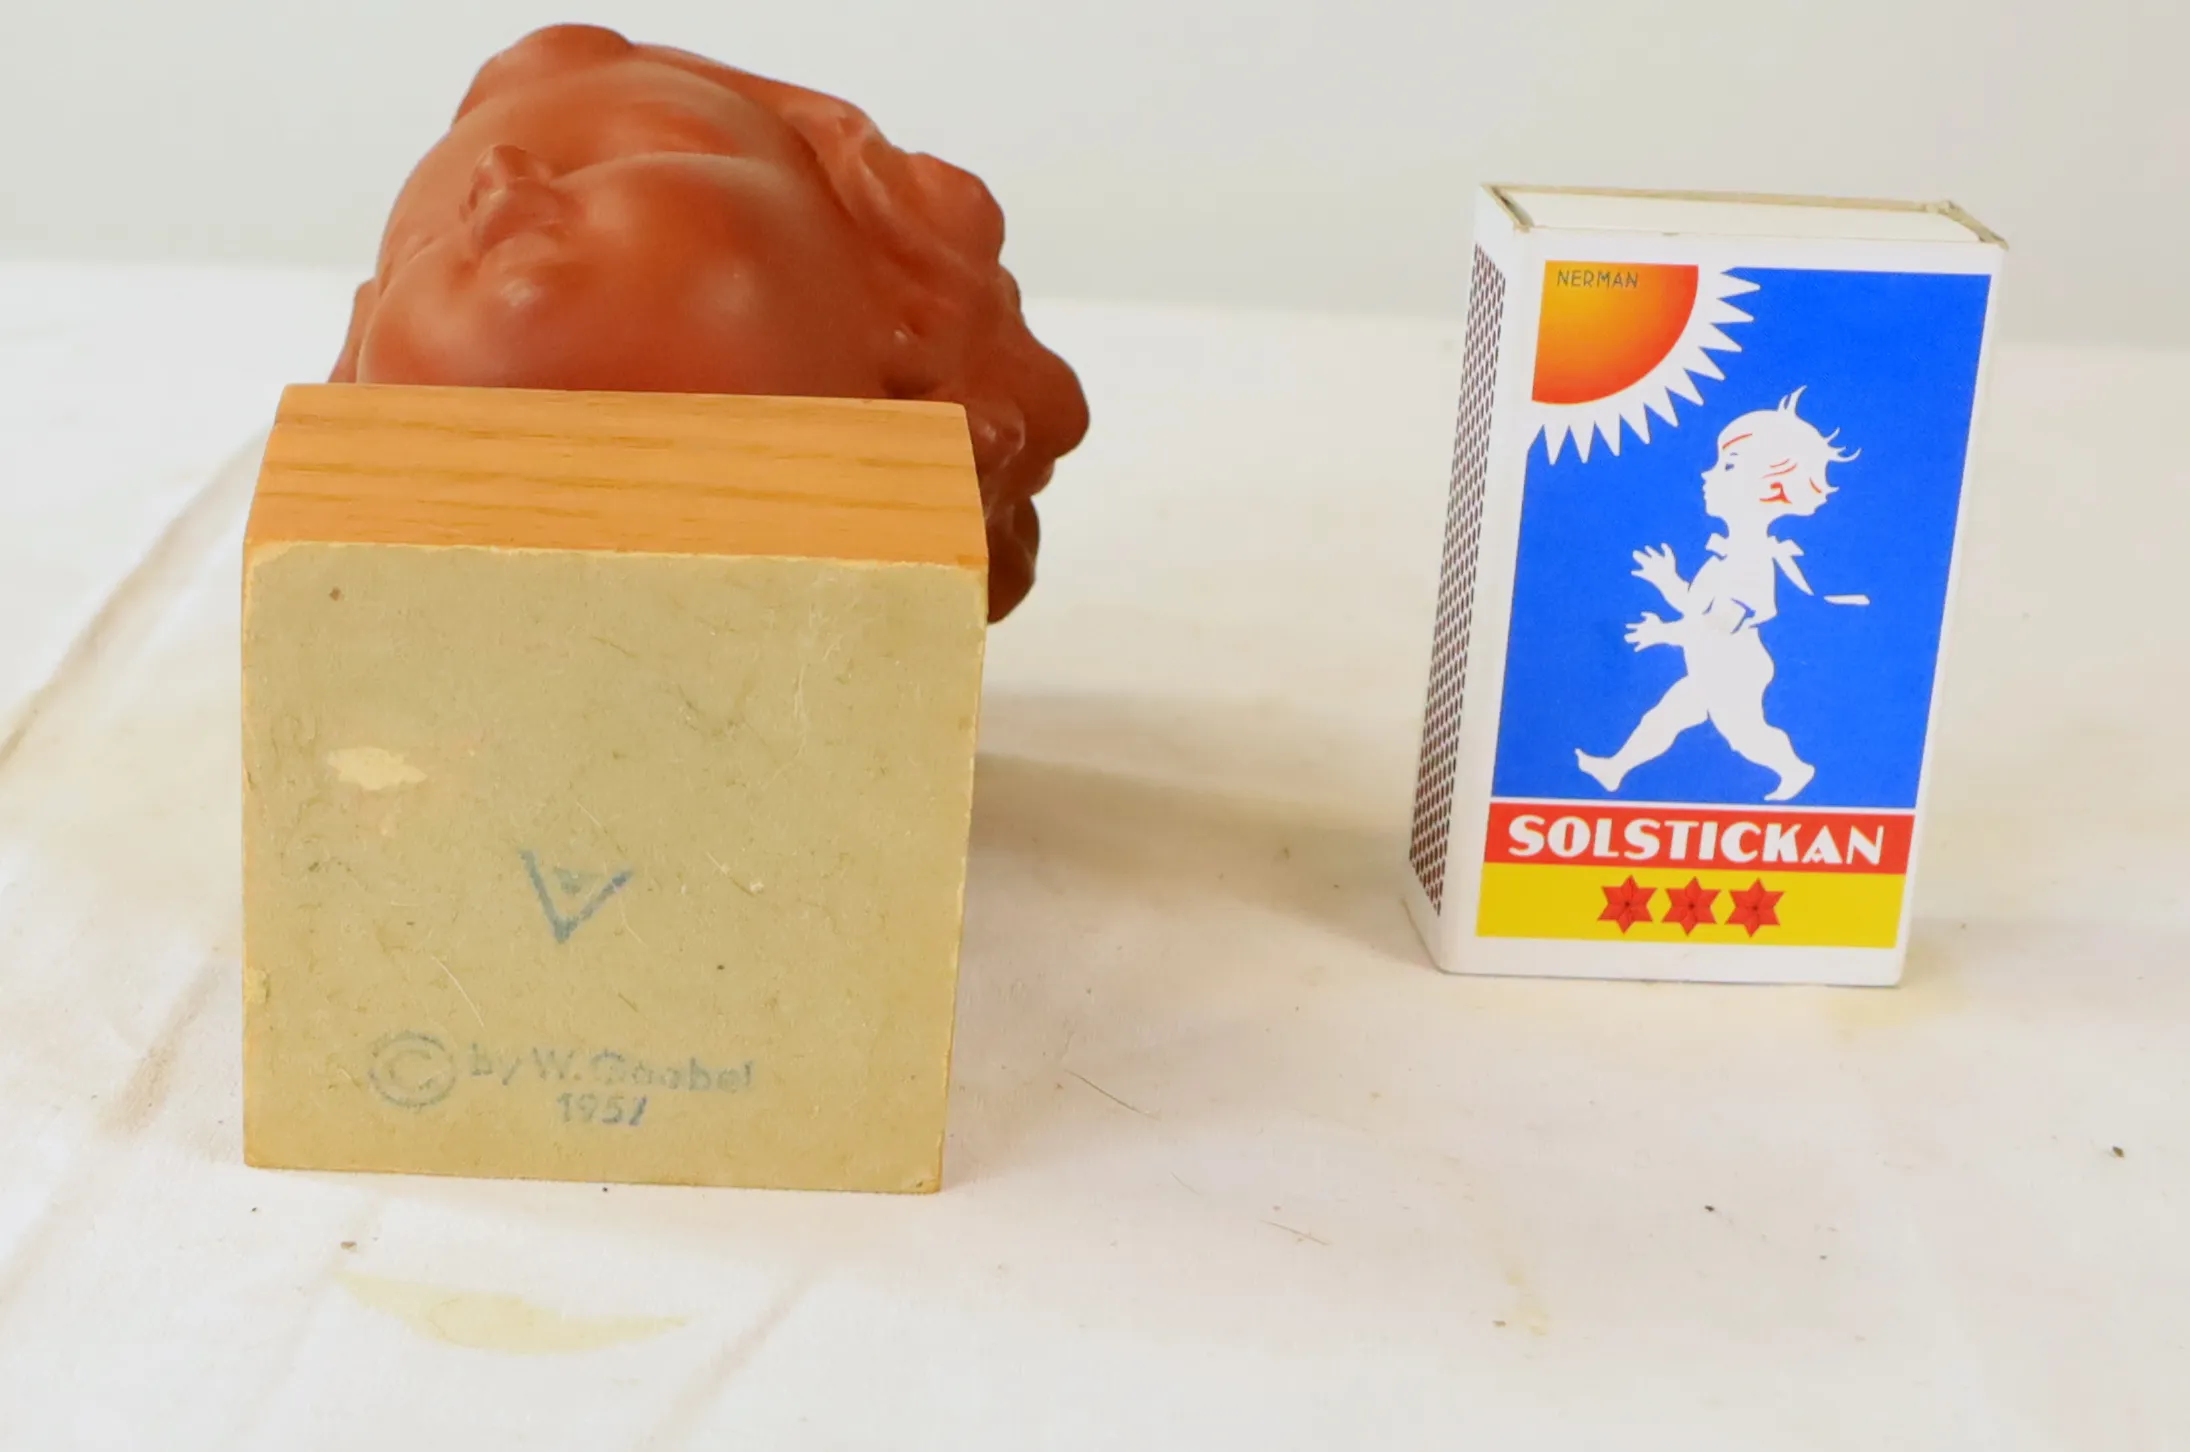 © by W. Goebel
1957
NERMAN
SOLSTICKAN